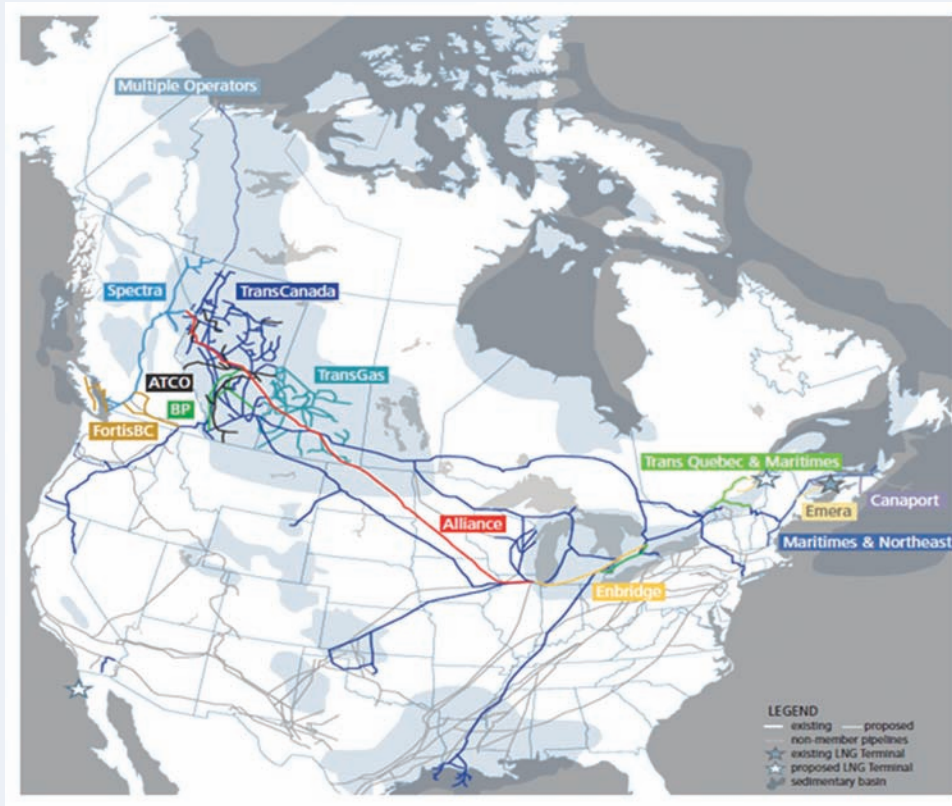 Multiple Operators
Spectra
TransCanada
ATCO
TransGas
BP
FortisBC
Trans Quebec & Maritimes
Emera
Canaport
Alliance
Maritimes & Northeast
Enbridge
LEGEND
existing proposed
non-member pipelines
existing LNG Terminal
proposed LNG Terminal
sedimentary basin